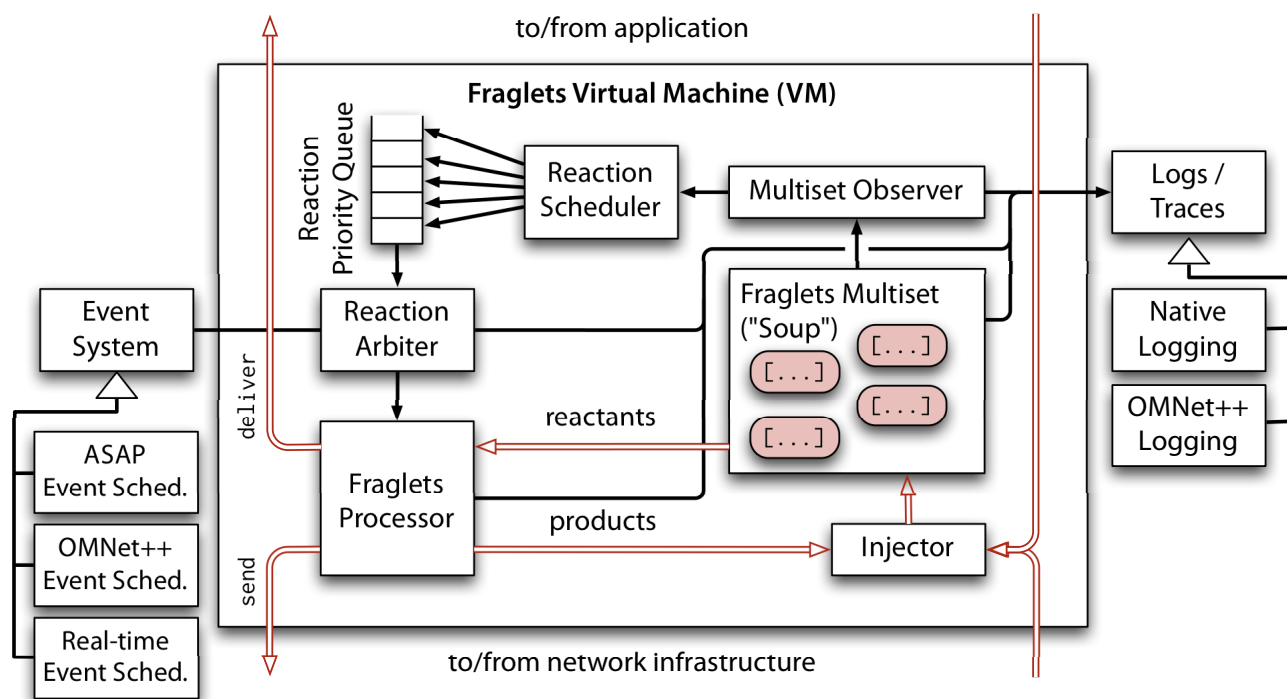 to/from application
Fraglets Virtual Machine (VM)
Reaction
Priority Queue
Reaction
Scheduler
Multiset Observer
Logs /
Traces
Event
System
Reaction
Arbiter
Fraglets Multiset
("Soup")
[...]
[...]
[...]
[...]
Native
Logging
OMNet++
Logging
deliver
reactants
ASAP
Event Sched.
Fraglets
Processor
products
Injector
OMNet++
Event Sched.
send
Real-time
Event Sched.
to/from network infrastructure